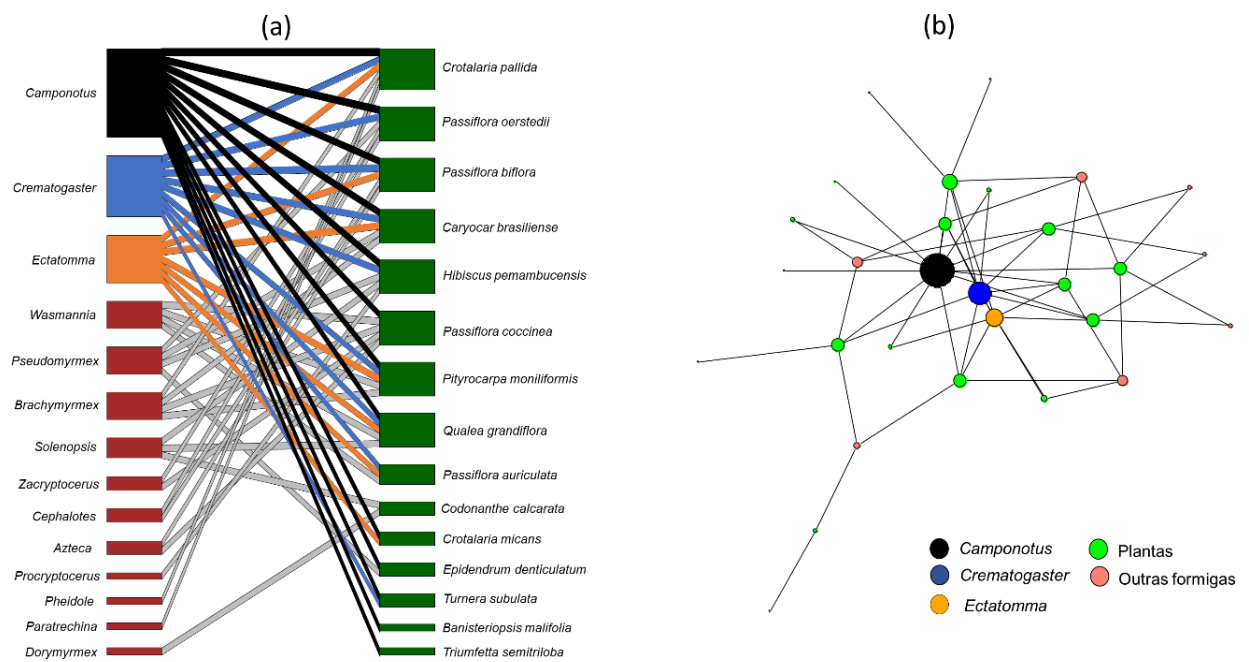 (a)
(b)
Camponotus
Crematogaster
Ectatomma
Wasmannia
Pseudomyrmex
Brachymyrmex
Solenopsis
Zacryptocerus
Cephalotes
Azteca
Procryptocerus
Pheidole
Paratrechina
Dorymyrmex
Crotalaria pallida
Passiflora oerstedii
Passiflora biflora
Caryocar brasiliense
Hibiscus pemambucensis
Passiflora coccinea
Pityrocarpa moniliformis
Qualea grandiflora
Passiflora auriculata
Codonanthe calcarata
Crotalaria micans
Epidendrum denticulatum
Turnera subulata
Banisteriopsis malifolia
Triumfetta semitriloba
Camponotus
Crematogaster
Ectatomma
Plantas
Outras formigas